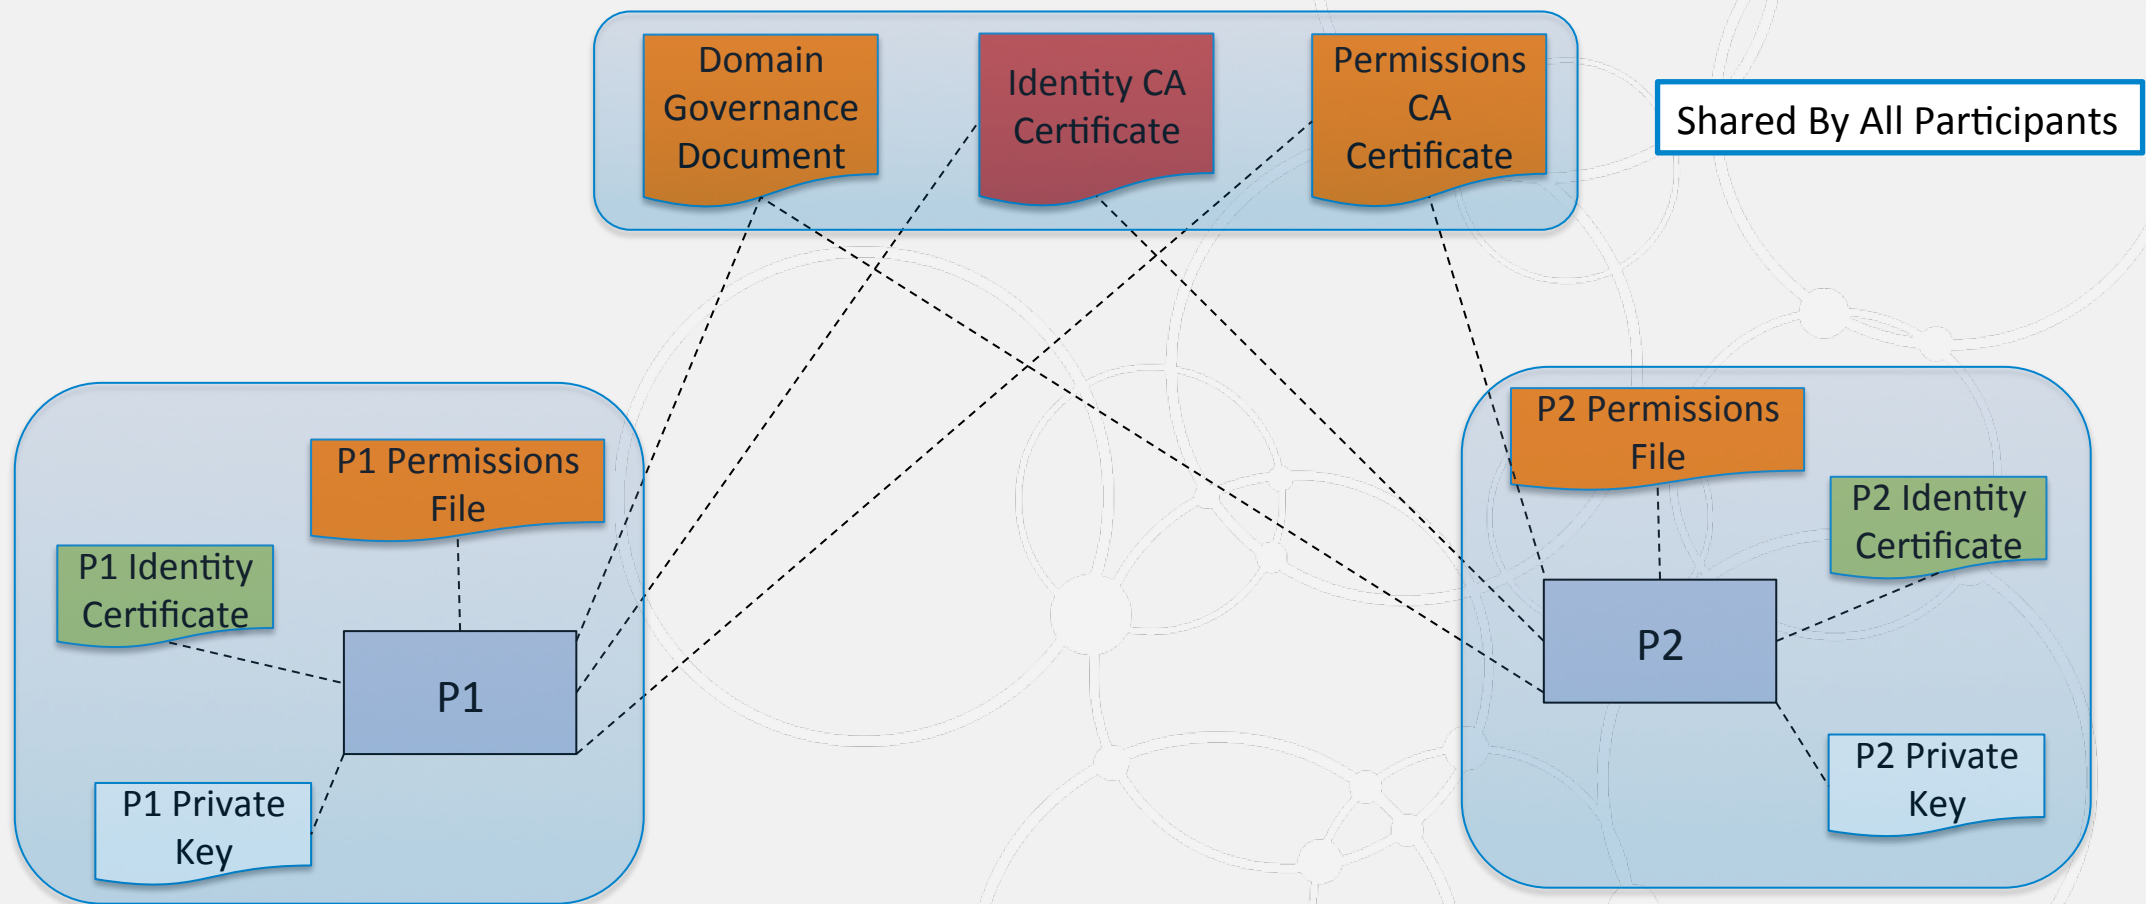 Domain
Governance
Document
Identity CA
Certificate
Permissions
CA
Certificate
Shared By All Participants
P1 Permissions
File
P1 Identity
Certificate
P1
P1 Private
Key
P2 Permissions
File
P2 Identity
Certificate
P2
P2 Private
Key